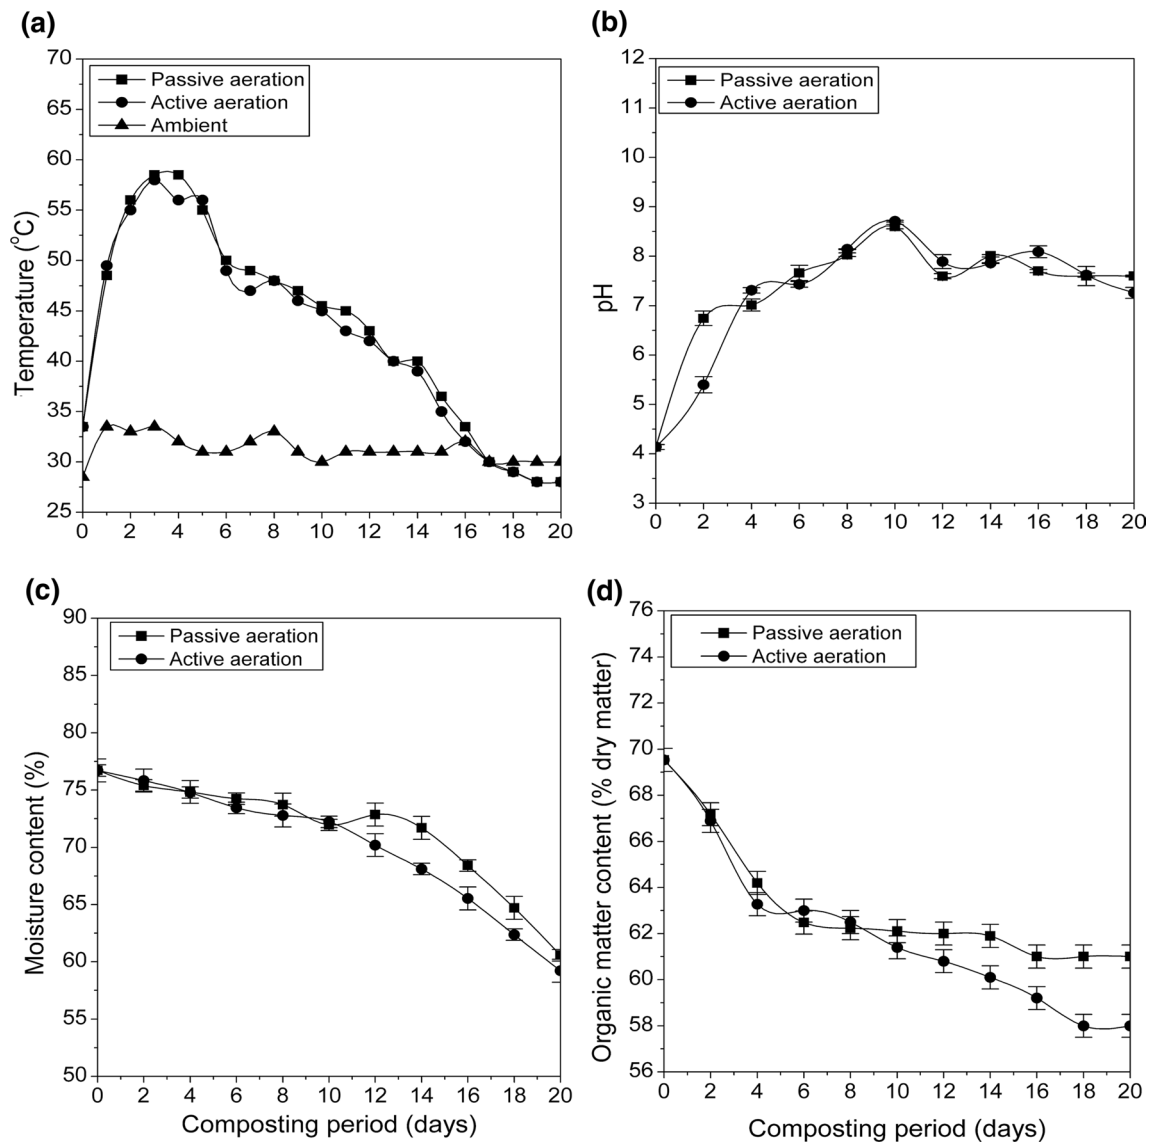 (a)
70
65
60
55
50
45
40
35
30
25
Temperature (°C)
Passive aeration
Active aeration
Ambient
0 2 4 6 8 10 12 14 16 18 20
(b)
12
11
10
9
8
7
6
5
4
3
pH
Passive aeration
Active aeration
0 2 4 6 8 10 12 14 16 18 20
(c)
90
85
80
75
70
65
60
55
50
Moisture content (%)
Passive aeration
Active aeration
0 2 4 6 8 10 12 14 16 18 20
Composting period (days)
(d)
76
74
72
70
68
66
64
62
60
58
56
Organic matter content (% dry matter)
Passive aeration
Active aeration
0 2 4 6 8 10 12 14 16 18 20
Composting period (days)